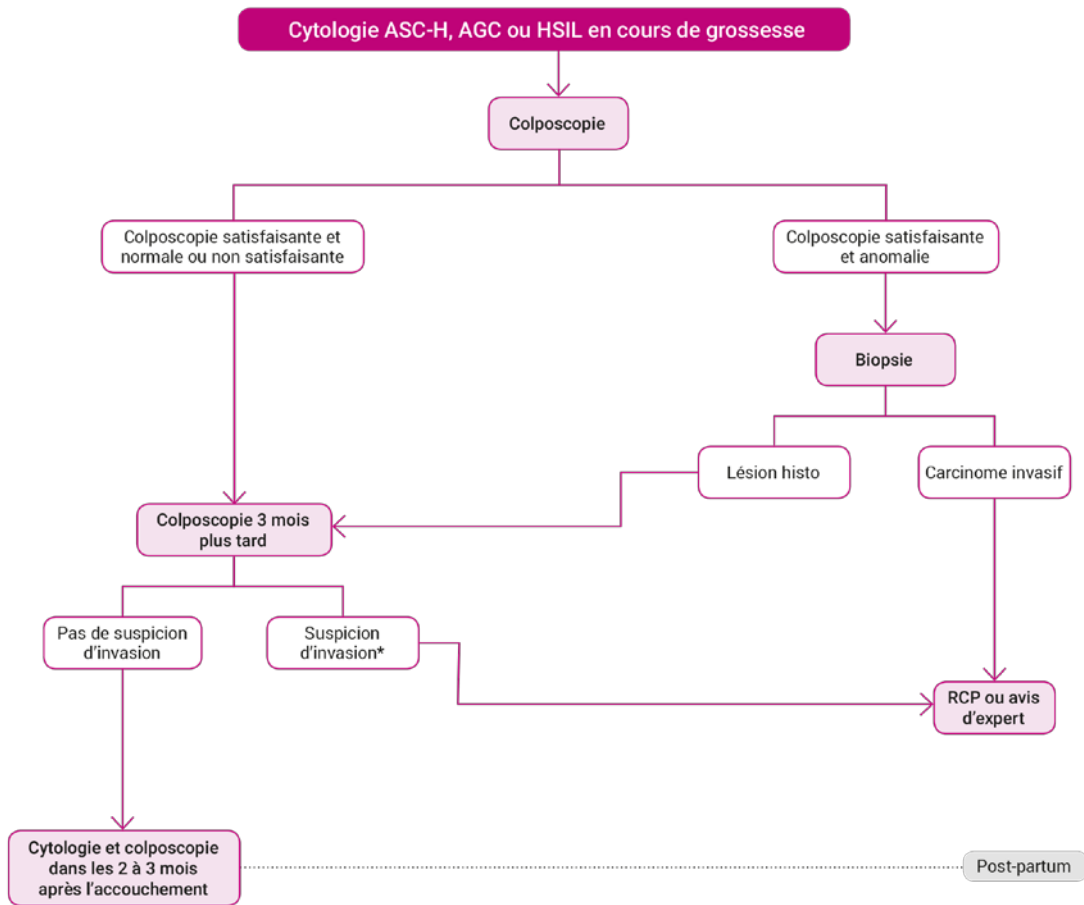 Cytologie ASC-H, AGC ou HSIL en cours de grossesse
Colposcopie
Colposcopie satisfaisante et
normale ou non satisfaisante
Colposcopie satisfaisante
et anomalie
Biopsie
Lésion histo
Carcinome invasif
Colposcopie 3 mois
plus tard
Pas de suspicion
d'invasion
Suspicion
d'invasion*
RCP ou avis
d'expert
Cytologie et colposcopie
dans les 2 à 3 mois
après l'accouchement
Post-partum